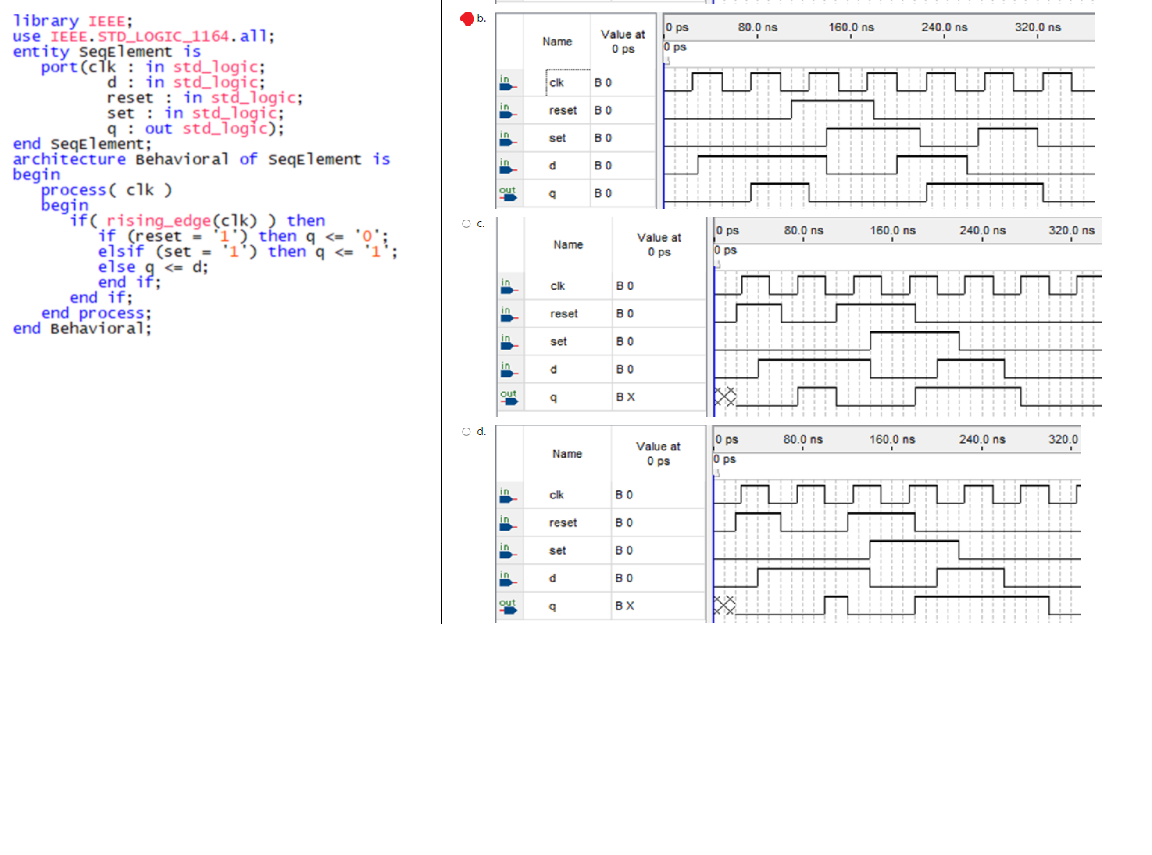 library IEEE;
use IEEE.STD_LOGIC_1164.all;
entity SeqElement is
port(clk : in std_logic;
d : in std_logic;
reset : in std_logic;
set : in std_logic;
q : out std_logic);
end SeqElement;
architecture Behavioral of SeqElement is
begin
process( clk )
begin
if( rising_edge(clk) ) then
if (reset = '1') then q <= '0';
elsif (set = '1') then q <= '1';
else q <= d;
end if;
end if;
end process;
end Behavioral;
b.
Name Value at 0 ps 0 ps 80.0 ns 160.0 ns 240.0 ns 320.0 ns
0 ps
in clk B 0
in reset B 0
in set B 0
in d B 0
out q B 0
c.
Name Value at 0 ps 0 ps 80.0 ns 160.0 ns 240.0 ns 320.0 ns
0 ps
in clk B 0
in reset B 0
in set B 0
in d B 0
out q B X
d.
Name Value at 0 ps 0 ps 80.0 ns 160.0 ns 240.0 ns 320.0
0 ps
in clk B 0
in reset B 0
in set B 0
in d B 0
out q B X